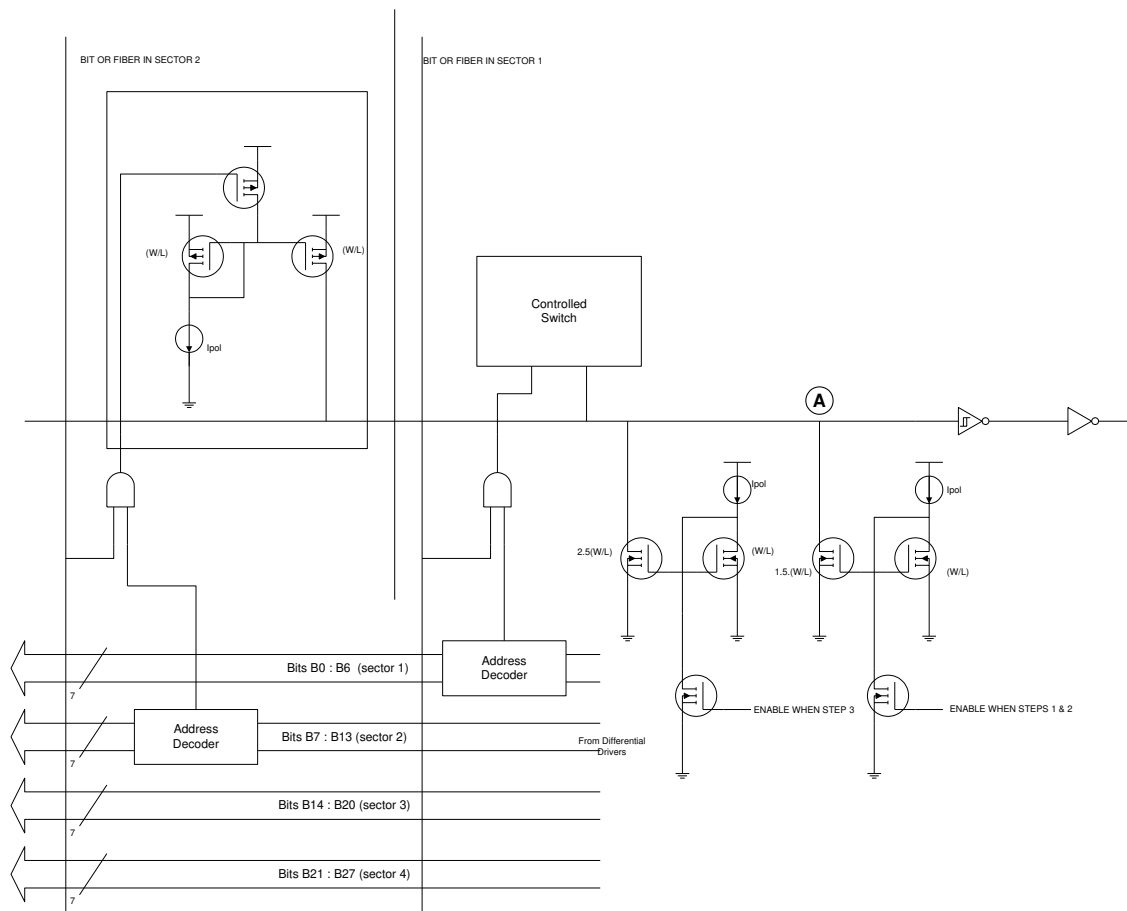 BIT OR FIBER IN SECTOR 2
BIT OR FIBER IN SECTOR 1
(W/L)
(W/L)
Ipol
Controlled
Switch
A
Ipol
Ipol
2.5(W/L)
(W/L)
1.5.(W/L)
(W/L)
Bits B0 : B6 (sector 1)
Address
Decoder
7
ENABLE WHEN STEP 3
ENABLE WHEN STEPS 1 & 2
Address
Decoder
Bits B7 : B13 (sector 2)
From Differential
Drivers
7
Bits B14 : B20 (sector 3)
7
Bits B21 : B27 (sector 4)
7